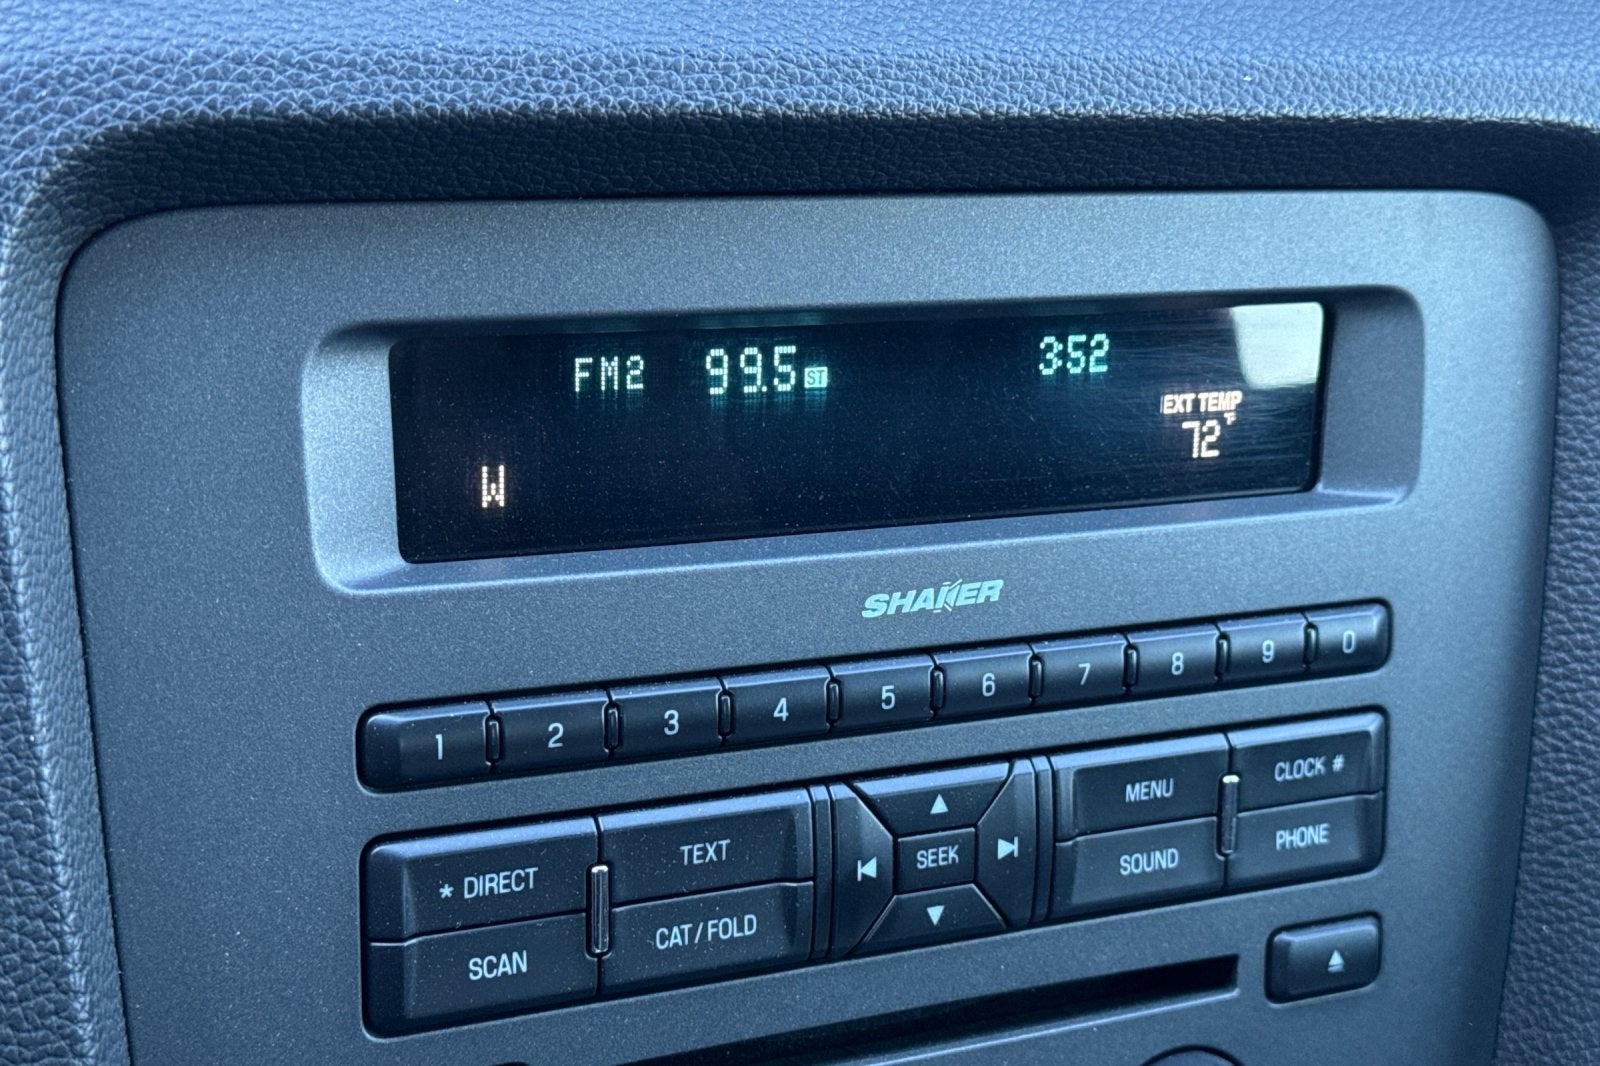 FM2 99.5 ST 3:52
EXT TEMP
72°F
W
SHAKER
1 2 3 4 5 6 7 8 9 0
* DIRECT TEXT SEEK MENU CLOCK #
SCAN CAT/FOLD SOUND PHONE